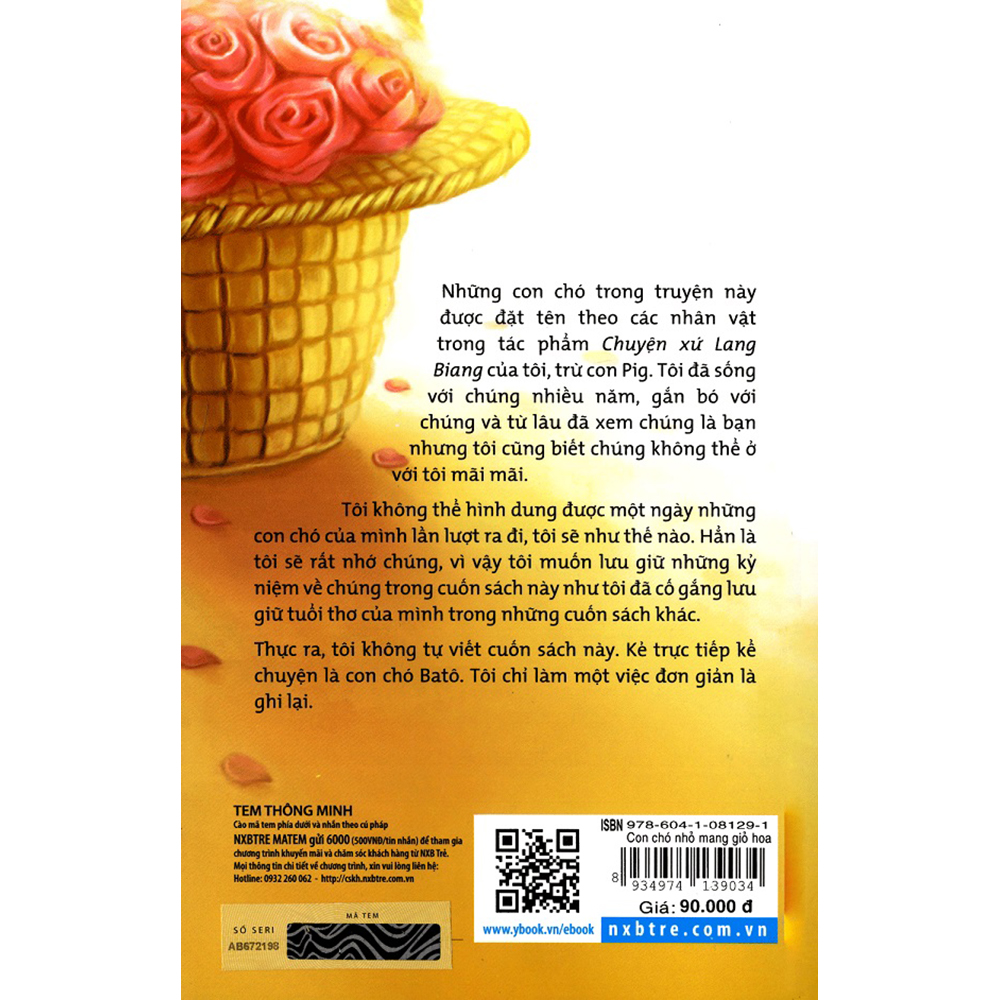 Những con chó trong truyện này
được đặt tên theo các nhân vật
trong tác phẩm Chuyện xứ Lang
Biang của tôi, trừ con Pig. Tôi đã sống
với chúng nhiều năm, gắn bó với
chúng và từ lâu đã xem chúng là bạn
nhưng tôi cũng biết chúng không thể ở
với tôi mãi mãi.
Tôi không thể hình dung được một ngày những
con chó của mình lần lượt ra đi, tôi sẽ như thế nào. Hẳn là
tôi sẽ rất nhớ chúng, vì vậy tôi muốn lưu giữ những kỷ
niệm về chúng trong cuốn sách này như tôi đã cố gắng lưu
giữ tuổi thơ của mình trong những cuốn sách khác.
Thực ra, tôi không tự viết cuốn sách này. Kẻ trực tiếp kể
chuyện là con chó Batô. Tôi chỉ làm một việc đơn giản là
ghi lại.
TEM THÔNG MINH
Cào mã tem phía dưới và nhắn theo cú pháp
NXBTRE MATEM gửi 6000 (500VNĐ/tin nhắn) để tham gia
chương trình khuyến mãi và chăm sóc khách hàng từ NXB Trẻ.
Mọi thông tin chi tiết về chương trình, xin vui lòng liên hệ:
Hotline: 0932 260 062 - http://cskh.nxbtre.com.vn
MÃ TEM
SỐ SERI
AB672198
www.ybook.vn/ebook
ISBN 978-604-1-08129-1
Con chó nhỏ mang giỏ hoa
8 934974 139034
Giá: 90.000 đ
nxbtre.com.vn